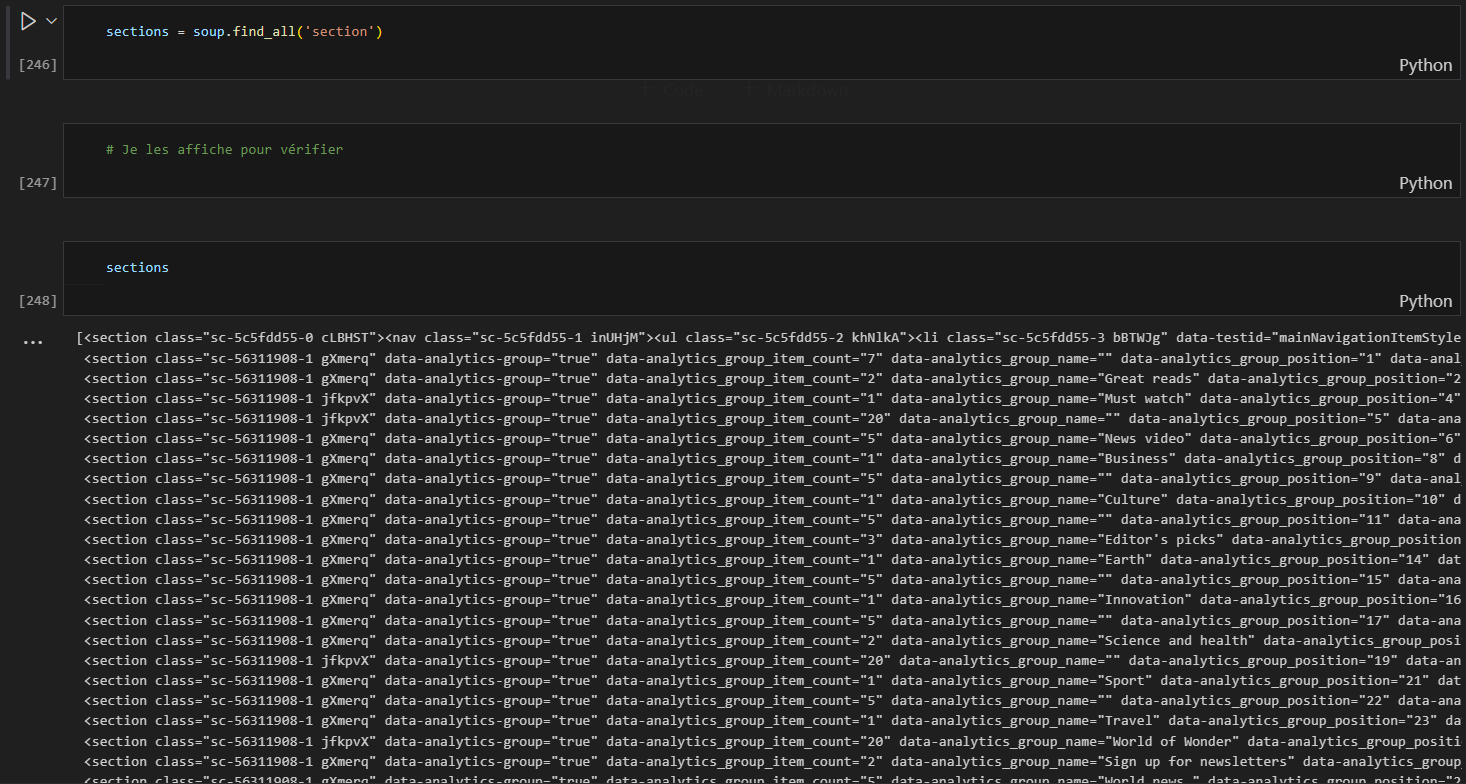 sections = soup.find_all('section')
[246]
Python
+ Code + Markdown
# Je les affiche pour vérifier
[247]
Python
sections
[248]
Python
...
[<section class="sc-5c5fdd55-0 cLBHST"><nav class="sc-5c5fdd55-1 inUHjM"><ul class="sc-5c5fdd55-2 khNlkA"><li class="sc-5c5fdd55-3 bBTWJg" data-testid="mainNavigationItemStyle
<section class="sc-56311908-1 gXmerq" data-analytics-group="true" data-analytics_group_item_count="7" data-analytics_group_name="" data-analytics_group_position="1" data-anal
<section class="sc-56311908-1 gXmerq" data-analytics-group="true" data-analytics_group_item_count="2" data-analytics_group_name="Great reads" data-analytics_group_position="2
<section class="sc-56311908-1 jfkpvX" data-analytics-group="true" data-analytics_group_item_count="1" data-analytics_group_name="Must watch" data-analytics_group_position="4"
<section class="sc-56311908-1 jfkpvX" data-analytics-group="true" data-analytics_group_item_count="20" data-analytics_group_name="" data-analytics_group_position="5" data-ana
<section class="sc-56311908-1 gXmerq" data-analytics-group="true" data-analytics_group_item_count="5" data-analytics_group_name="News video" data-analytics_group_position="6"
<section class="sc-56311908-1 gXmerq" data-analytics-group="true" data-analytics_group_item_count="1" data-analytics_group_name="Business" data-analytics_group_position="8" d
<section class="sc-56311908-1 gXmerq" data-analytics-group="true" data-analytics_group_item_count="5" data-analytics_group_name="" data-analytics_group_position="9" data-anal
<section class="sc-56311908-1 gXmerq" data-analytics-group="true" data-analytics_group_item_count="1" data-analytics_group_name="Culture" data-analytics_group_position="10" d
<section class="sc-56311908-1 gXmerq" data-analytics-group="true" data-analytics_group_item_count="5" data-analytics_group_name="" data-analytics_group_position="11" data-ana
<section class="sc-56311908-1 gXmerq" data-analytics-group="true" data-analytics_group_item_count="3" data-analytics_group_name="Editor's picks" data-analytics_group_position
<section class="sc-56311908-1 gXmerq" data-analytics-group="true" data-analytics_group_item_count="1" data-analytics_group_name="Earth" data-analytics_group_position="14" dat
<section class="sc-56311908-1 gXmerq" data-analytics-group="true" data-analytics_group_item_count="5" data-analytics_group_name="" data-analytics_group_position="15" data-ana
<section class="sc-56311908-1 gXmerq" data-analytics-group="true" data-analytics_group_item_count="1" data-analytics_group_name="Innovation" data-analytics_group_position="16
<section class="sc-56311908-1 gXmerq" data-analytics-group="true" data-analytics_group_item_count="5" data-analytics_group_name="" data-analytics_group_position="17" data-ana
<section class="sc-56311908-1 gXmerq" data-analytics-group="true" data-analytics_group_item_count="2" data-analytics_group_name="Science and health" data-analytics_group_posi
<section class="sc-56311908-1 jfkpvX" data-analytics-group="true" data-analytics_group_item_count="20" data-analytics_group_name="" data-analytics_group_position="19" data-an
<section class="sc-56311908-1 gXmerq" data-analytics-group="true" data-analytics_group_item_count="1" data-analytics_group_name="Sport" data-analytics_group_position="21" dat
<section class="sc-56311908-1 gXmerq" data-analytics-group="true" data-analytics_group_item_count="5" data-analytics_group_name="" data-analytics_group_position="22" data-ana
<section class="sc-56311908-1 gXmerq" data-analytics-group="true" data-analytics_group_item_count="1" data-analytics_group_name="Travel" data-analytics_group_position="23" da
<section class="sc-56311908-1 jfkpvX" data-analytics-group="true" data-analytics_group_item_count="20" data-analytics_group_name="World of Wonder" data-analytics_group_positi
<section class="sc-56311908-1 gXmerq" data-analytics-group="true" data-analytics_group_item_count="2" data-analytics_group_name="Sign up for newsletters" data-analytics_group
<section class="sc-56311908-1 gXmerq" data-analytics-group="true" data-analytics_group_item_count="5" data-analytics_group_name="World news " data-analytics_group_position="2